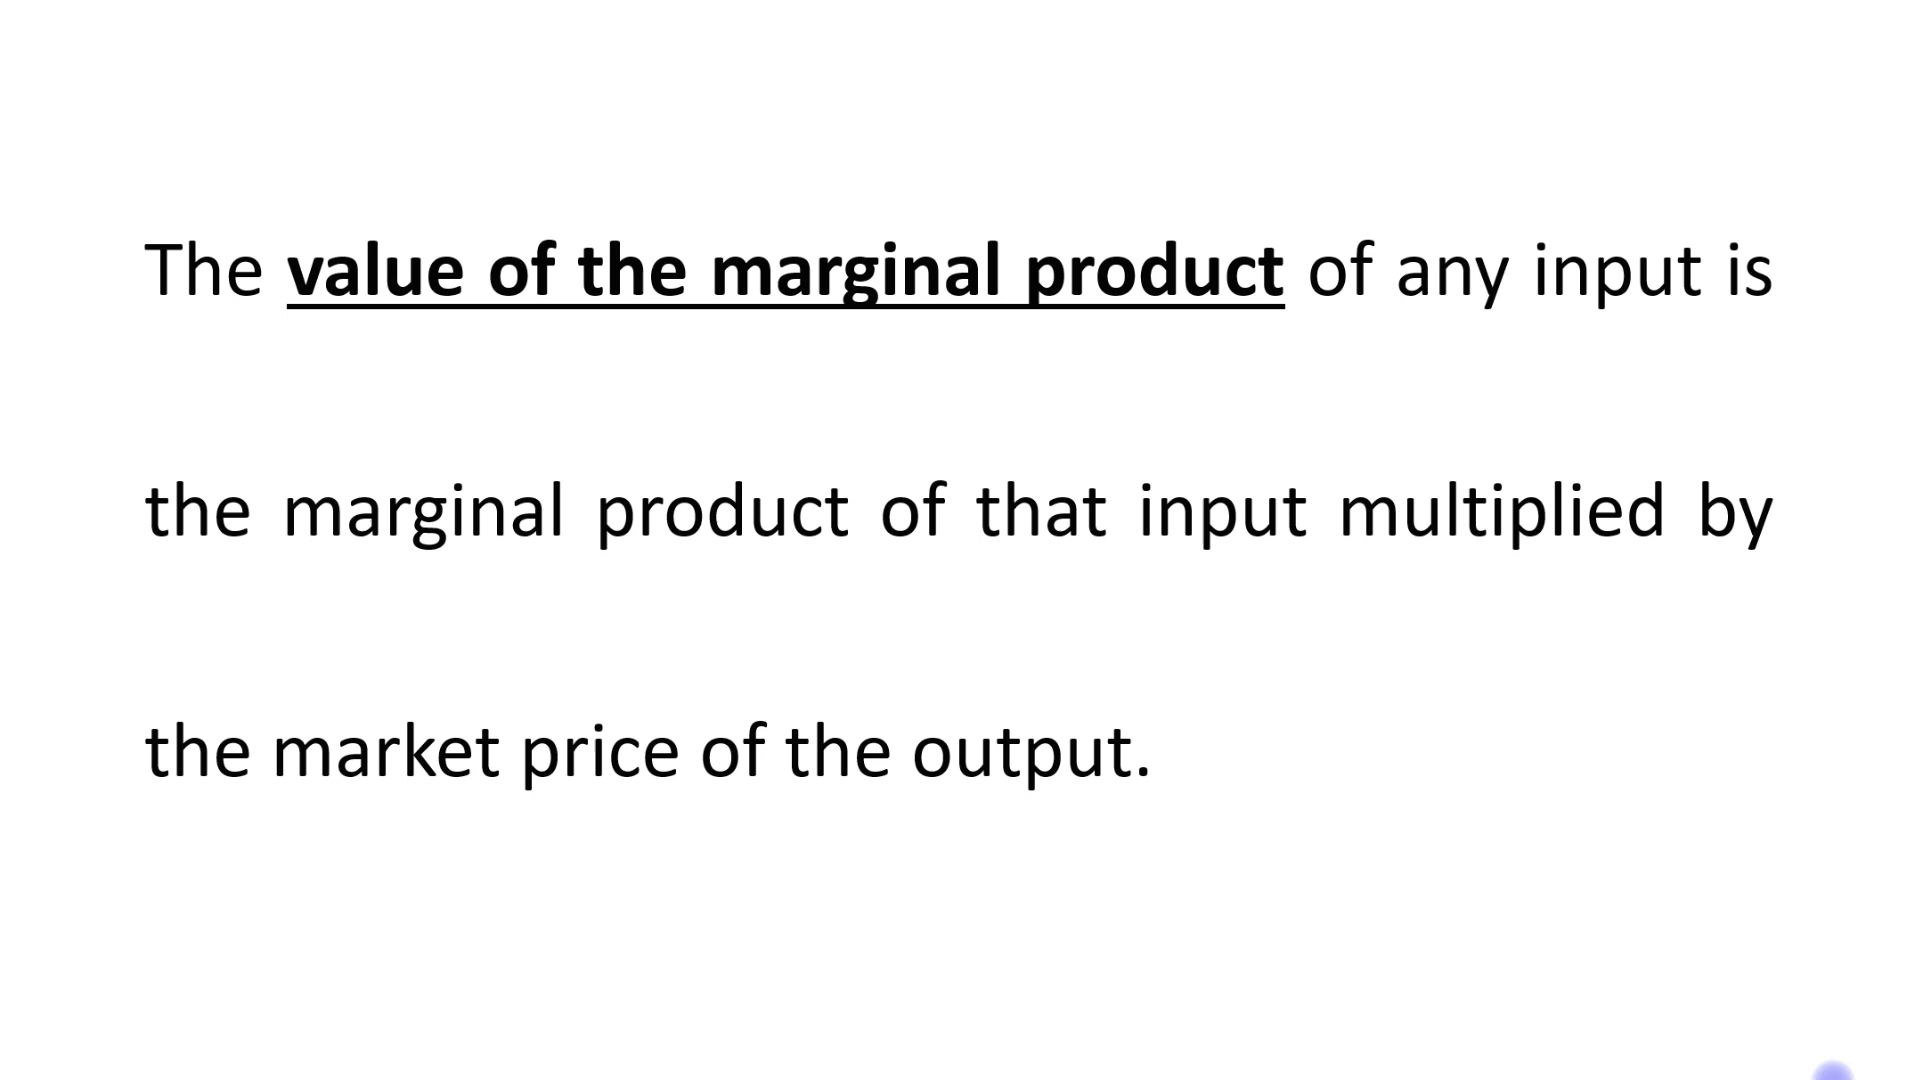 The value of the marginal product of any input is
the marginal product of that input multiplied by
the market price of the output.